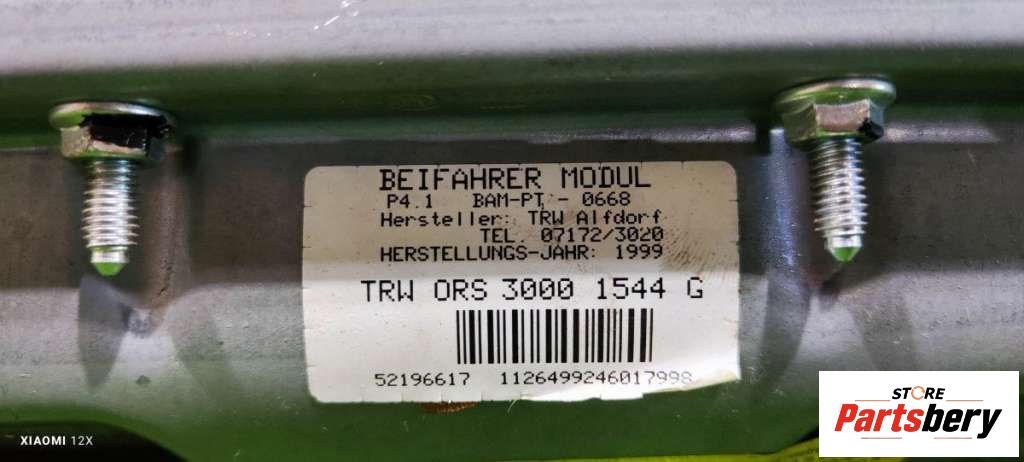 BEIFAHRER MODUL
P4.1 BAM-PT - 0668
Hersteller: TRW Alfdorf
TEL. 07172/3020
HERSTELLUNGS-JAHR: 1999
TRW ORS 3000 1544 G
52196617 1126499246017998
STORE
Partsbery
XIAOMI 12X